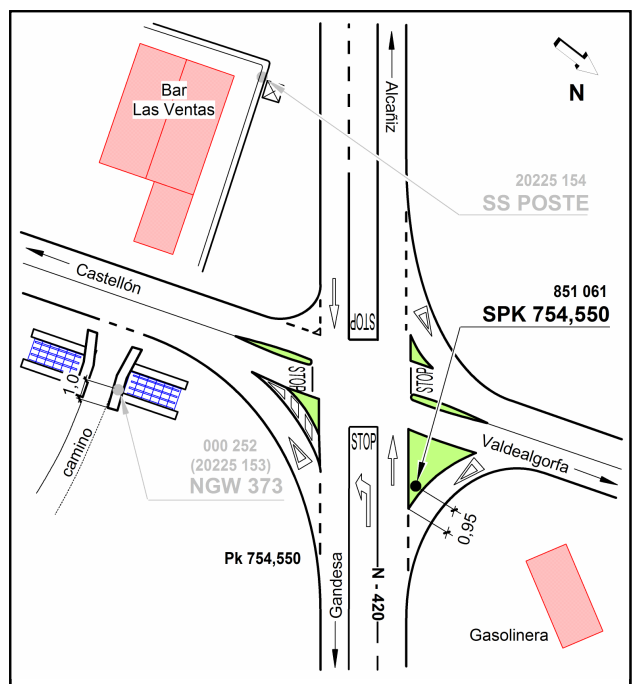 Bar
Las Ventas
Alcañiz
N
20225 154
SS POSTE
Castellón
STOP
851 061
SPK 754,550
STOP
STOP
1,0
camino
000 252
(20225 153)
NGW 373
STOP
Valdealgorfa
0,95
Pk 754,550
Gandesa
N - 420
Gasolinera